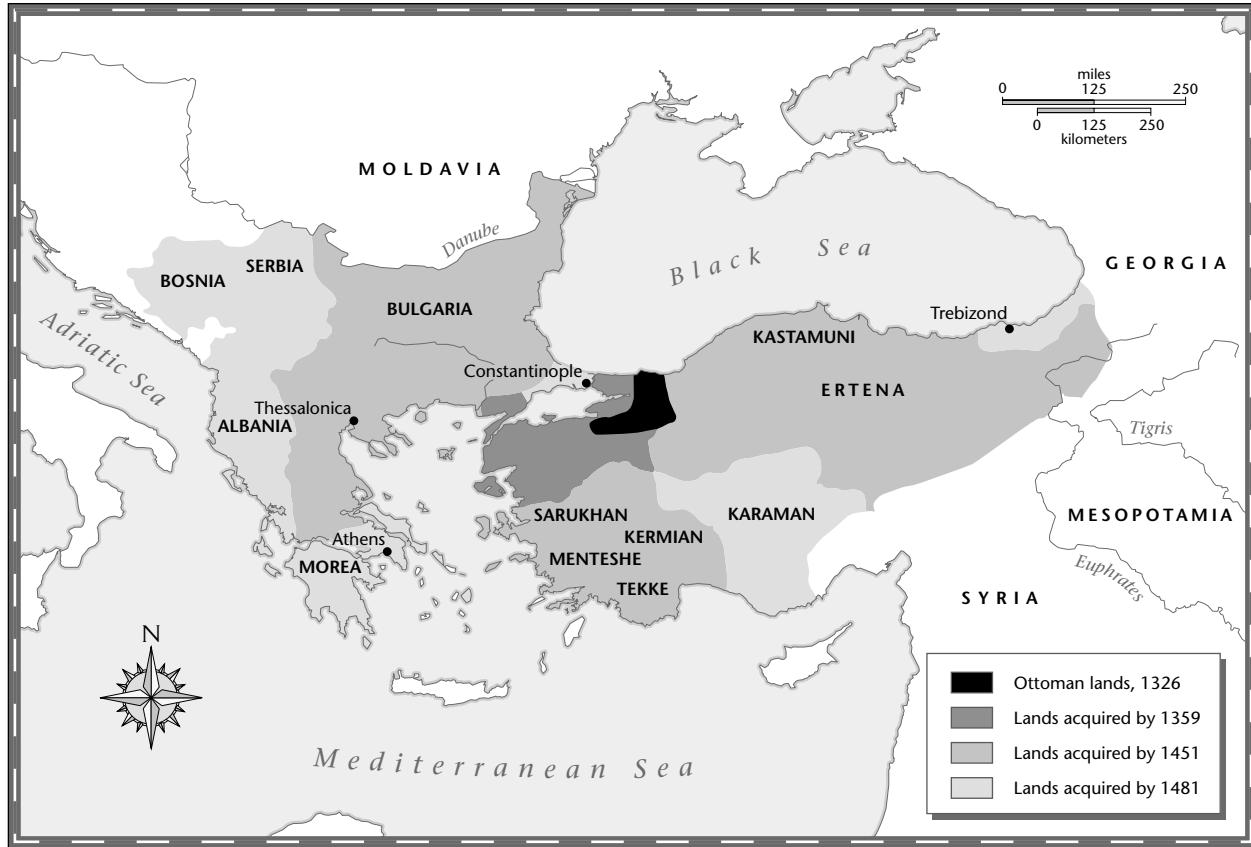 miles
0 125 250
0 125 250
kilometers
MOLDAVIA
Danube
Black Sea
GEORGIA
SERBIA
BOSNIA
BULGARIA
Trebizond
KASTAMUNI
Adriatic Sea
Constantinople
ERTENA
Thessalonica
ALBANIA
Tigris
SARUKHAN
KARAMAN
MESOPOTAMIA
KERMIAN
Athens
MENTESHE
MOREA
Euphrates
TEKKE
SYRIA
N
Mediterranean Sea
Ottoman lands, 1326
Lands acquired by 1359
Lands acquired by 1451
Lands acquired by 1481